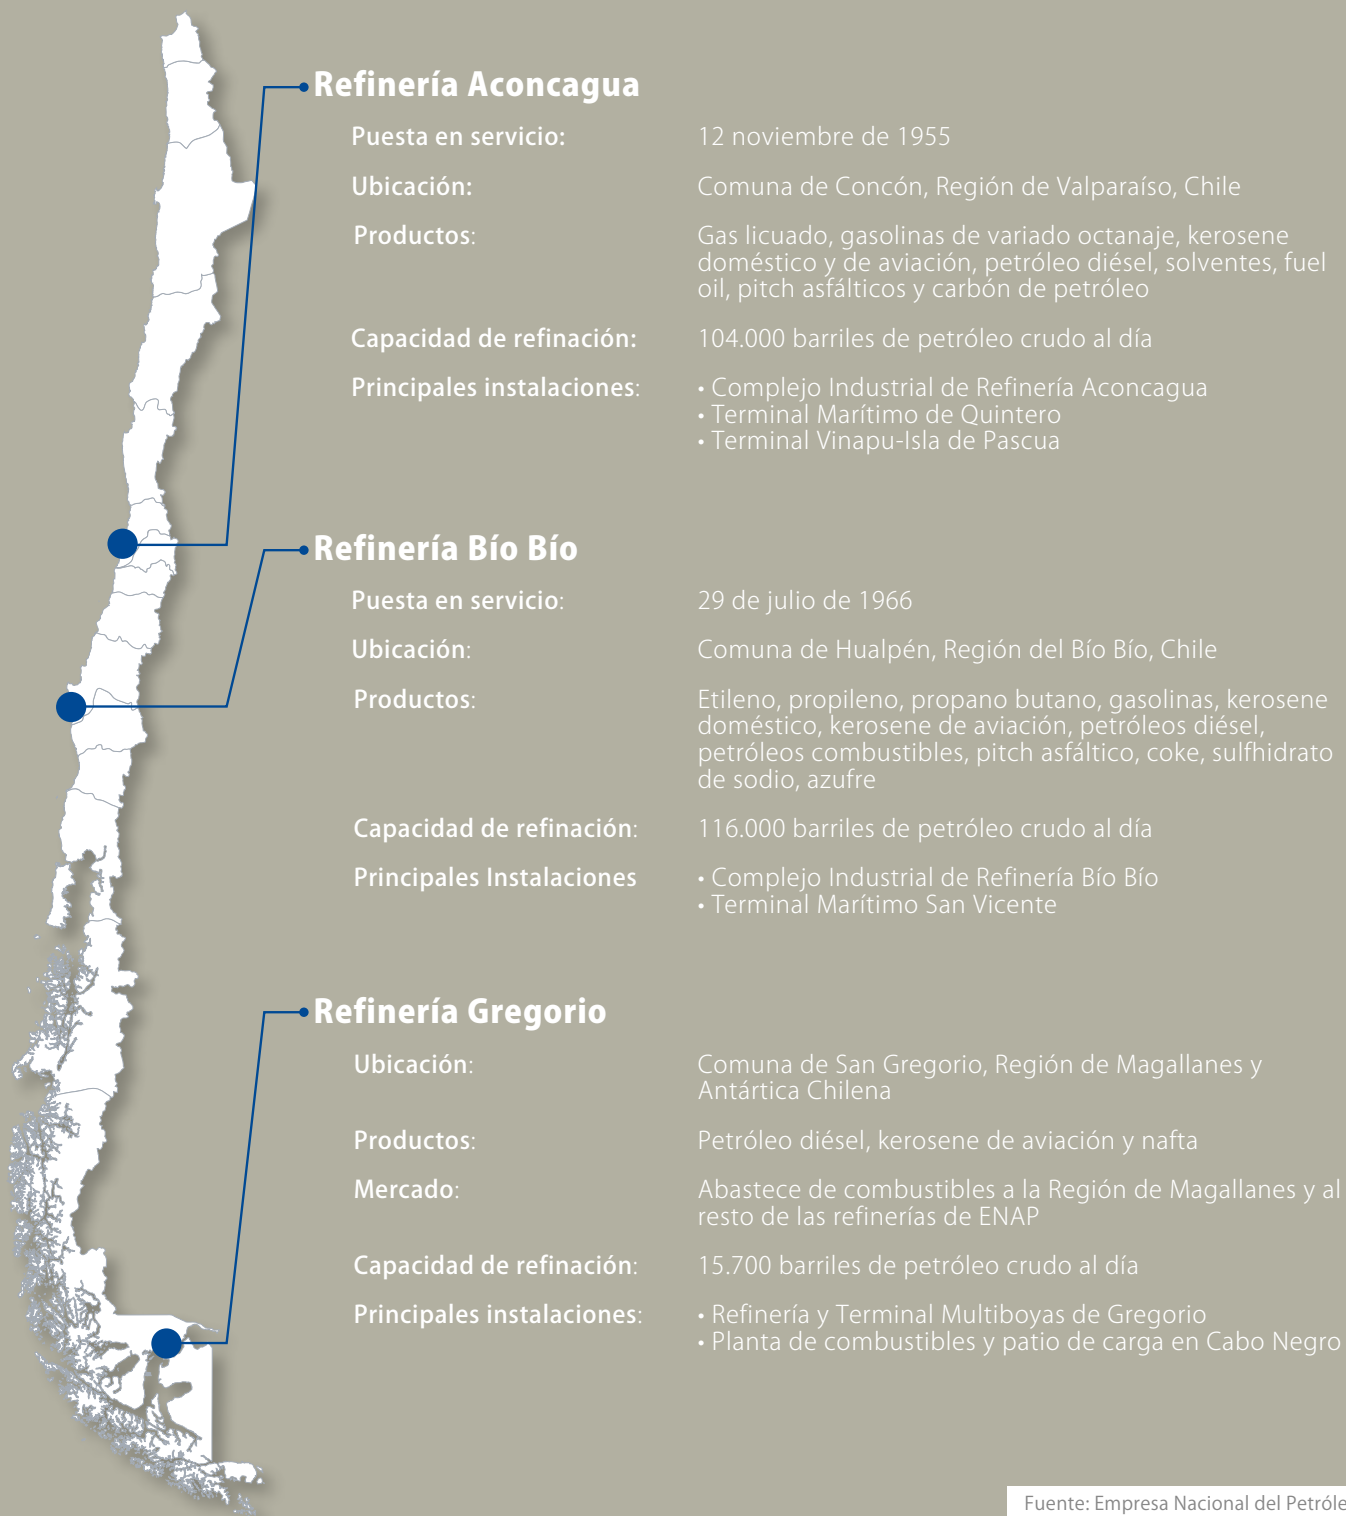 Refinería Aconcagua
Puesta en servicio: 12 noviembre de 1955
Ubicación: Comuna de Concón, Región de Valparaíso, Chile
Productos: Gas licuado, gasolinas de variado octanaje, kerosene
doméstico y de aviación, petróleo diésel, solventes, fuel
oil, pitch asfálticos y carbón de petróleo
Capacidad de refinación: 104.000 barriles de petróleo crudo al día
Principales instalaciones: • Complejo Industrial de Refinería Aconcagua
• Terminal Marítimo de Quintero
• Terminal Vinapu-Isla de Pascua
Refinería Bío Bío
Puesta en servicio: 29 de julio de 1966
Ubicación: Comuna de Hualpén, Región del Bío Bío, Chile
Productos: Etileno, propileno, propano butano, gasolinas, kerosene
doméstico, kerosene de aviación, petróleos diésel,
petróleos combustibles, pitch asfáltico, coke, sulfhidrato
de sodio, azufre
Capacidad de refinación: 116.000 barriles de petróleo crudo al día
Principales Instalaciones • Complejo Industrial de Refinería Bío Bío
• Terminal Marítimo San Vicente
Refinería Gregorio
Ubicación: Comuna de San Gregorio, Región de Magallanes y
Antártica Chilena
Productos: Petróleo diésel, kerosene de aviación y nafta
Mercado: Abastece de combustibles a la Región de Magallanes y al
resto de las refinerías de ENAP
Capacidad de refinación: 15.700 barriles de petróleo crudo al día
Principales instalaciones: • Refinería y Terminal Multiboyas de Gregorio
• Planta de combustibles y patio de carga en Cabo Negro
Fuente: Empresa Nacional del Petróle